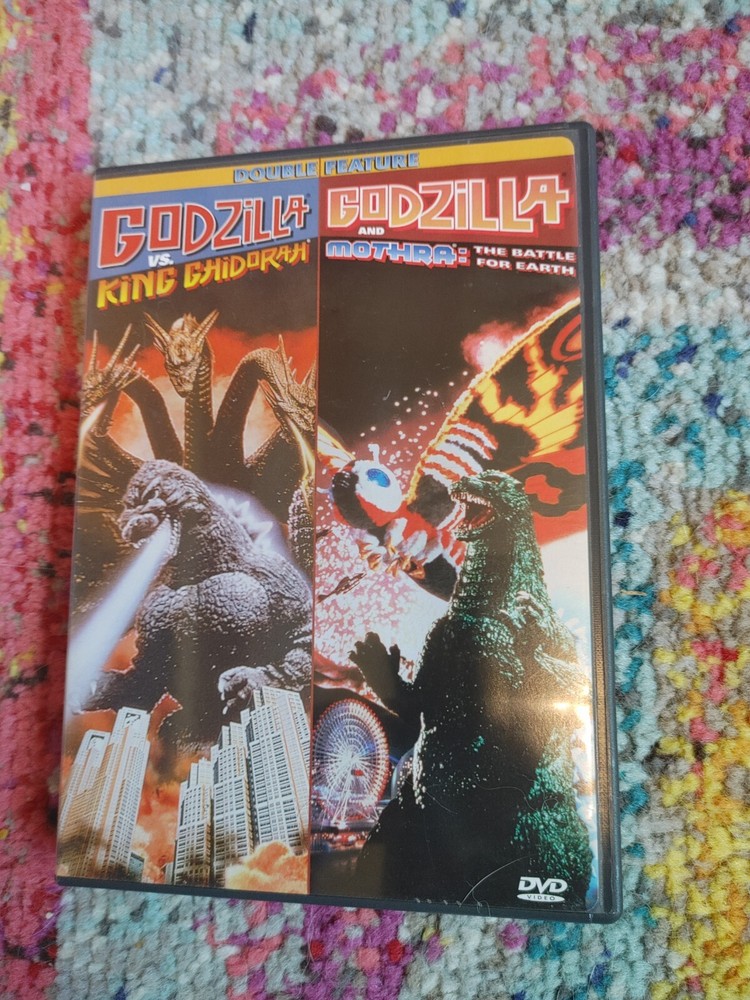 DOUBLE FEATURE
GODZILLA
VS.
KING GHIDORAH
GODZILLA
AND
MOTHRA: THE BATTLE
FOR EARTH
DVD
VIDEO